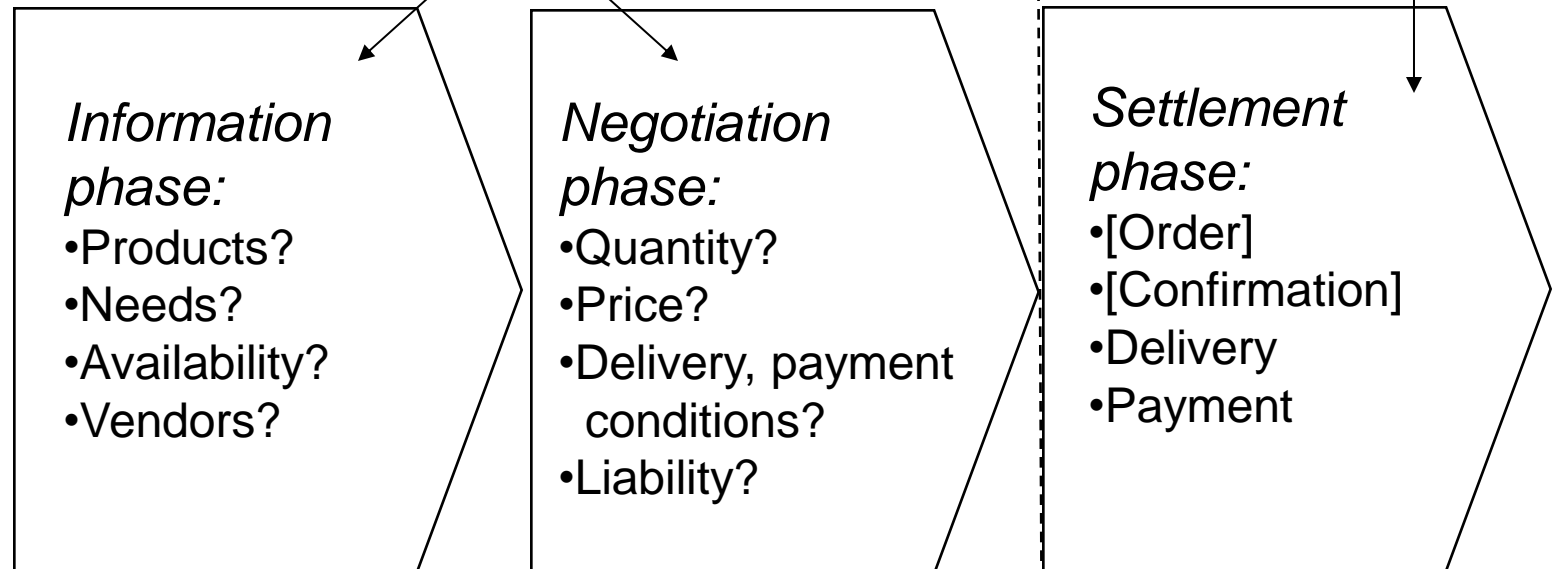 Information
phase:
•Products?
•Needs?
•Availability?
•Vendors?
Negotiation
phase:
•Quantity?
•Price?
•Delivery, payment
conditions?
•Liability?
Settlement
phase:
•[Order]
•[Confirmation]
•Delivery
•Payment